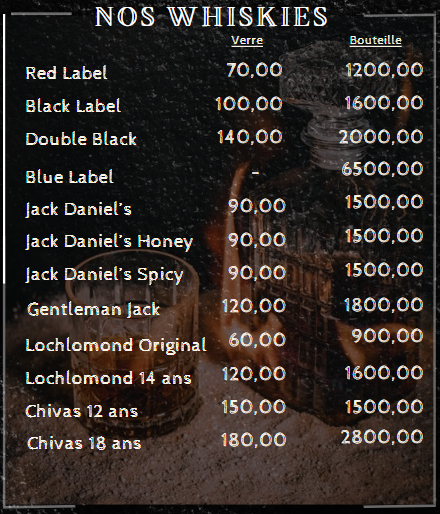 NOS WHISKIES
Verre Bouteille
Red Label 70,00 1200,00
Black Label 100,00 1600,00
Double Black 140,00 2000,00
Blue Label - 6500,00
Jack Daniel's 90,00 1500,00
Jack Daniel's Honey 90,00 1500,00
Jack Daniel's Spicy 90,00 1500,00
Gentleman Jack 120,00 1800,00
Lochlomond Original 60,00 900,00
Lochlomond 14 ans 120,00 1600,00
Chivas 12 ans 150,00 1500,00
Chivas 18 ans 180,00 2800,00